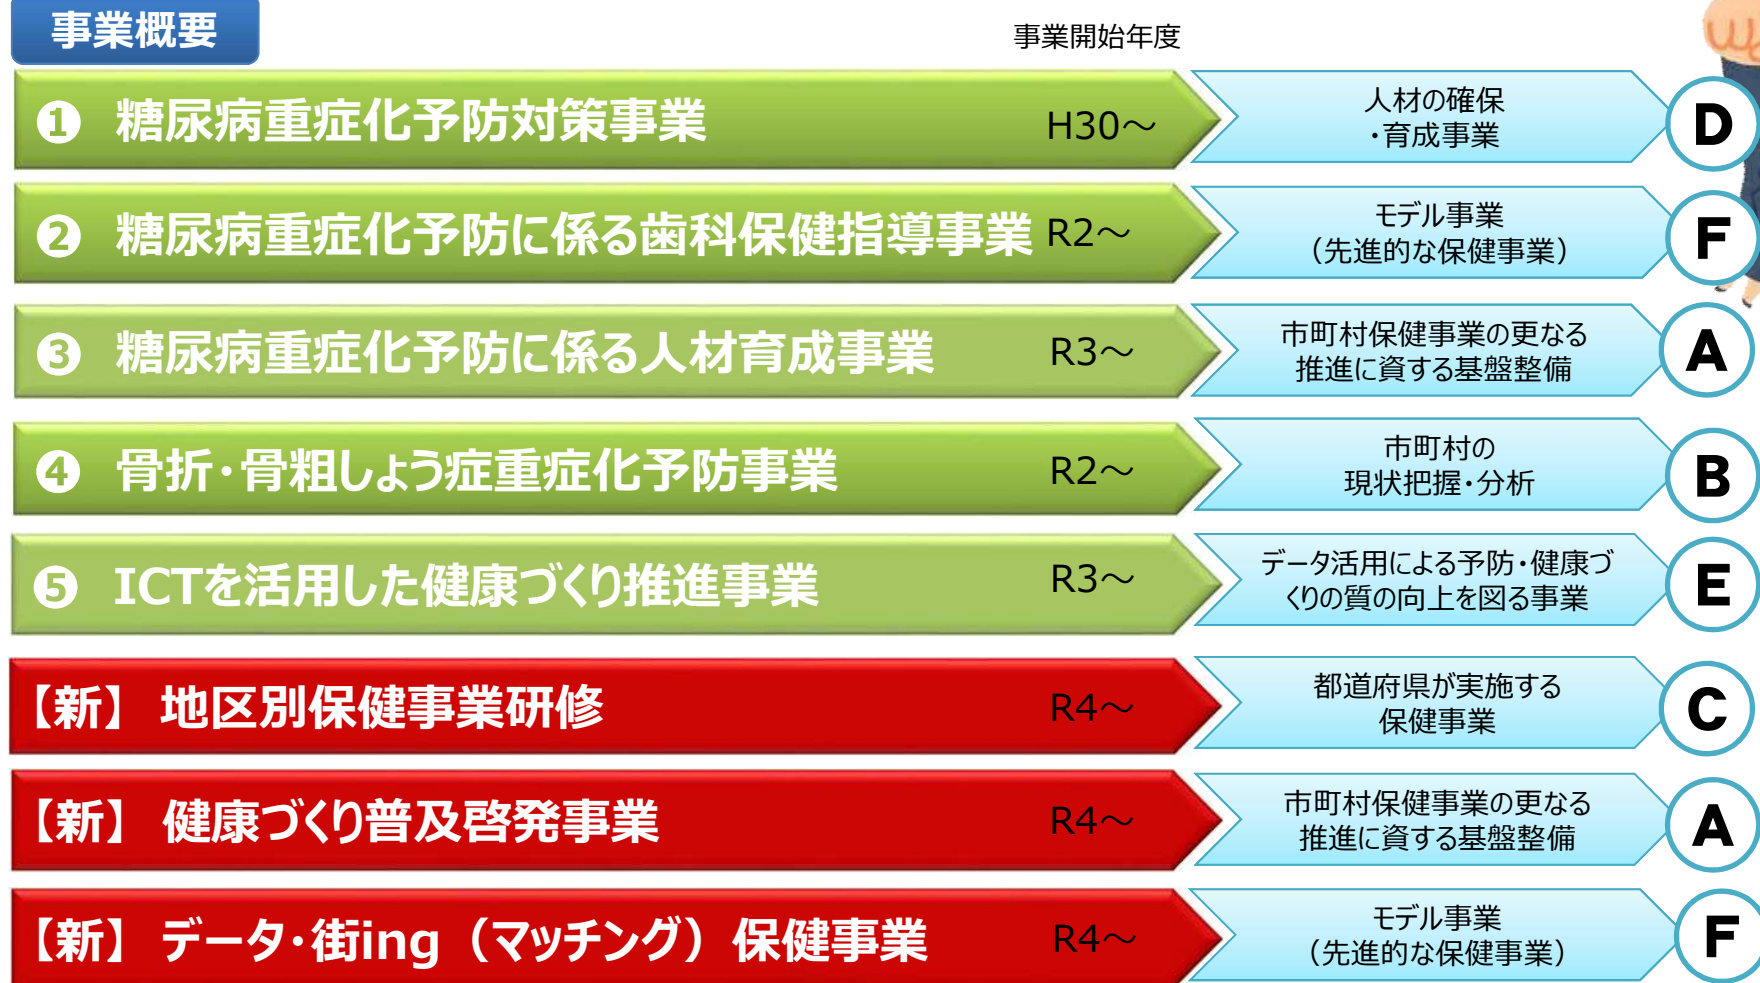 事業概要
事業開始年度
❶ 糖尿病重症化予防対策事業 H30～
人材の確保
・育成事業
D
❷ 糖尿病重症化予防に係る歯科保健指導事業 R2～
モデル事業
（先進的な保健事業）
F
❸ 糖尿病重症化予防に係る人材育成事業 R3～
市町村保健事業の更なる
推進に資する基盤整備
A
❹ 骨折・骨粗しょう症重症化予防事業 R2～
市町村の
現状把握・分析
B
❺ ICTを活用した健康づくり推進事業 R3～
データ活用による予防・健康づ
くりの質の向上を図る事業
E
【新】 地区別保健事業研修 R4～
都道府県が実施する
保健事業
C
【新】 健康づくり普及啓発事業 R4～
市町村保健事業の更なる
推進に資する基盤整備
A
【新】 データ・街ing（マッチング）保健事業 R4～
モデル事業
（先進的な保健事業）
F